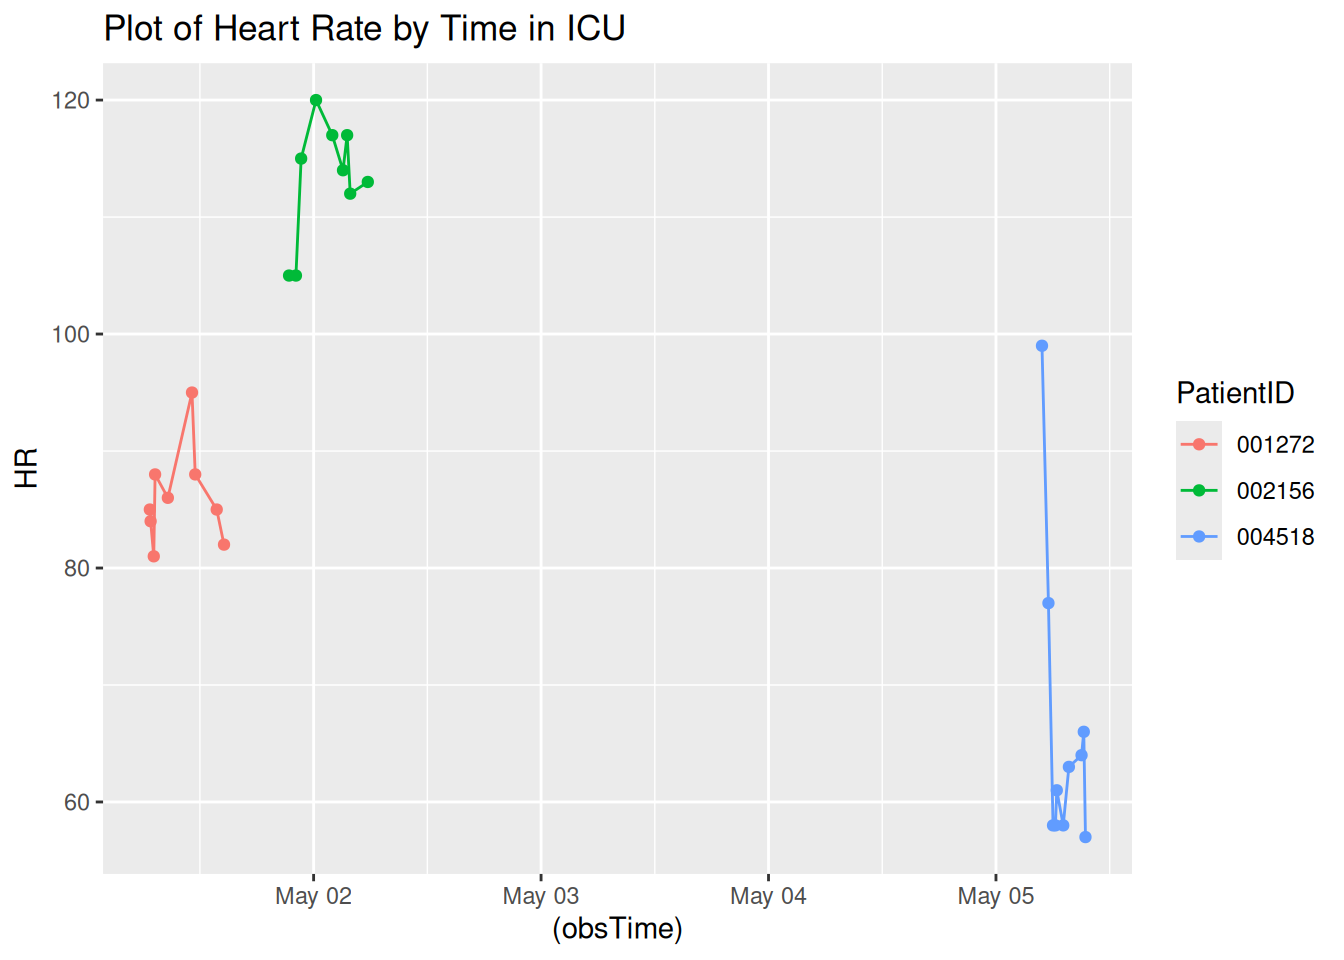 Plot of Heart Rate by Time in ICU
120
100
80
60
HR
May 02 May 03 May 04 May 05
(obsTime)
PatientID
001272
002156
004518